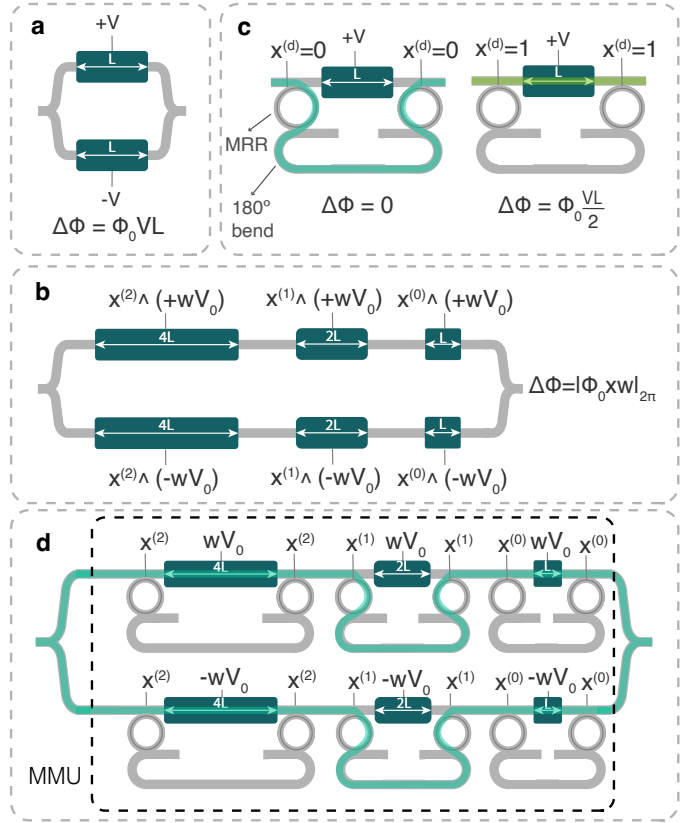 a
+V
L
L
-V
ΔΦ = Φ₀VL
c
x⁽ᵈ⁾=0 +V x⁽ᵈ⁾=0
L
MRR
180º
bend
ΔΦ = 0
x⁽ᵈ⁾=1 +V x⁽ᵈ⁾=1
L
ΔΦ = Φ₀ VL/2
b
x⁽²⁾∧ (+wV₀) x⁽¹⁾∧ (+wV₀) x⁽⁰⁾∧ (+wV₀)
4L 2L L
ΔΦ=|Φ₀xw|₂π
4L 2L L
x⁽²⁾∧ (-wV₀) x⁽¹⁾∧ (-wV₀) x⁽⁰⁾∧ (-wV₀)
d
x⁽²⁾ wV₀ x⁽²⁾ x⁽¹⁾ wV₀ x⁽¹⁾ x⁽⁰⁾ wV₀ x⁽⁰⁾
4L 2L L
x⁽²⁾ -wV₀ x⁽²⁾ x⁽¹⁾ -wV₀ x⁽¹⁾ x⁽⁰⁾ -wV₀ x⁽⁰⁾
4L 2L L
MMU